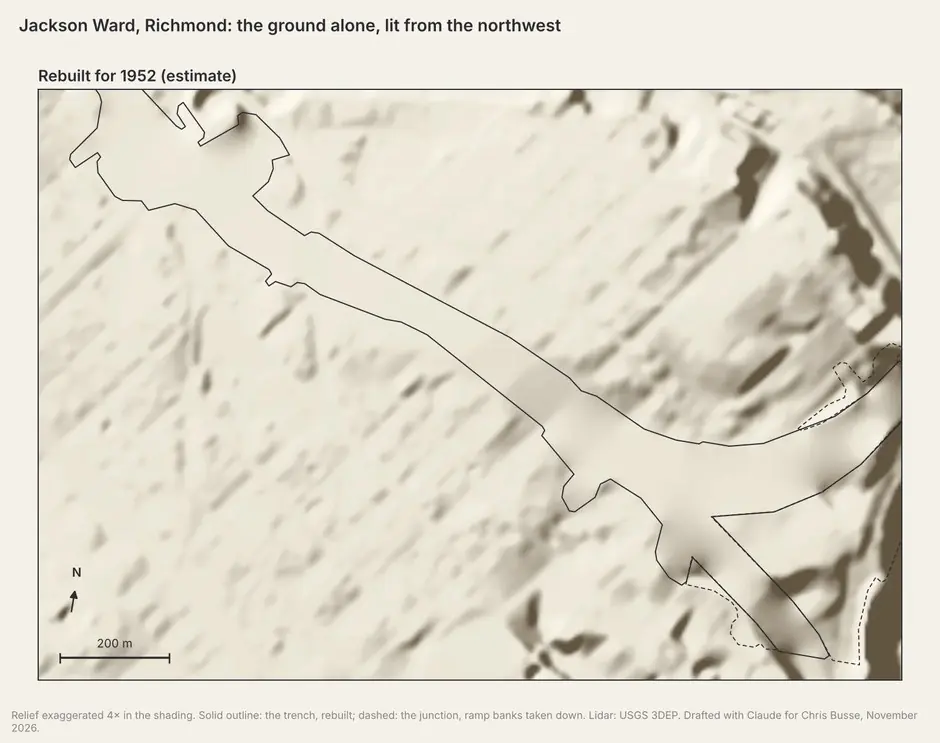 Jackson Ward, Richmond: the ground alone, lit from the northwest
Rebuilt for 1952 (estimate)
N
200 m
Relief exaggerated 4× in the shading. Solid outline: the trench, rebuilt; dashed: the junction, ramp banks taken down. Lidar: USGS 3DEP. Drafted with Claude for Chris Busse, November
2026.